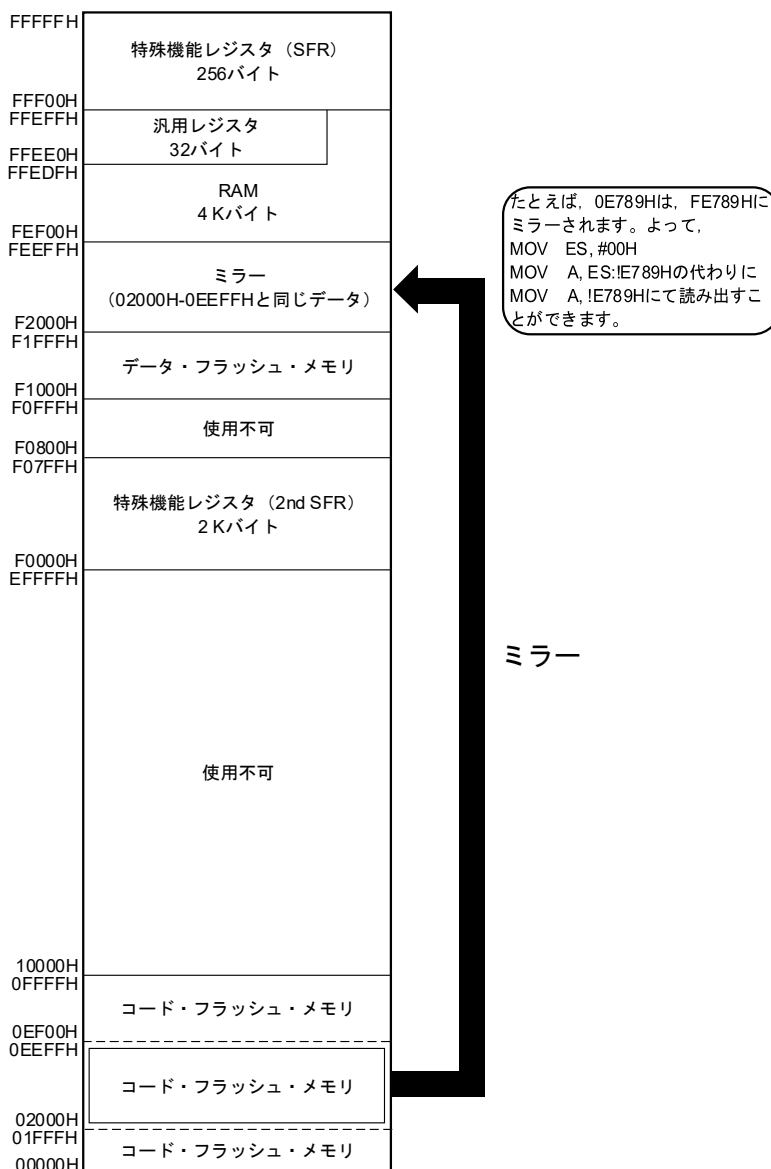 FFFFFH
特殊機能レジスタ（SFR）
256バイト
FFF00H
FFEFFH
汎用レジスタ
32バイト
FFEE0H
FFEDFH
RAM
4 Kバイト
FEF00H
FEEFFH
ミラー
（02000H-0EEFFHと同じデータ）
F2000H
F1FFFH
データ・フラッシュ・メモリ
F1000H
F0FFFH
使用不可
F0800H
F07FFH
特殊機能レジスタ（2nd SFR）
2 Kバイト
F0000H
EFFFFH
使用不可
10000H
0FFFFH
コード・フラッシュ・メモリ
0EF00H
0EEFFH
コード・フラッシュ・メモリ
02000H
01FFFH
コード・フラッシュ・メモリ
00000H
たとえば，0E789Hは，FE789Hに
ミラーされます。よって，
MOV ES, #00H
MOV A, ES:!E789Hの代わりに
MOV A, !E789Hにて読み出すこ
とができます。
ミラー